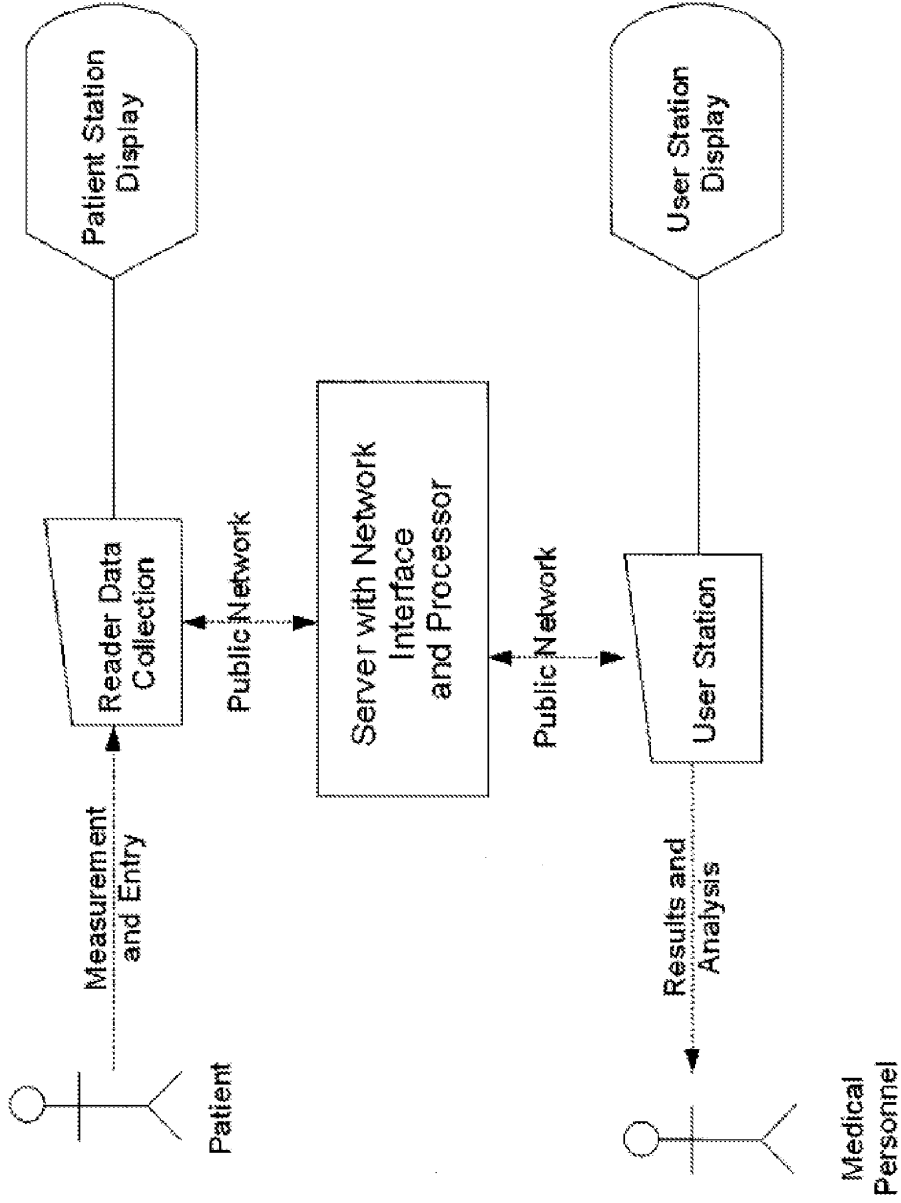 Patient
Measurement
and Entry
Reader Data
Collection
Patient Station
Display
Public Network
Server with Network
Interface
and Processor
Public Network
Medical
Personnel
Results and
Analysis
User Station
User Station
Display